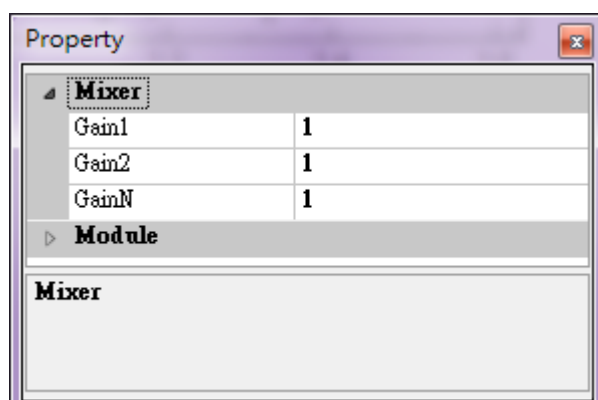 Property
Mixer
Gain1 1
Gain2 1
GainN 1
Module
Mixer